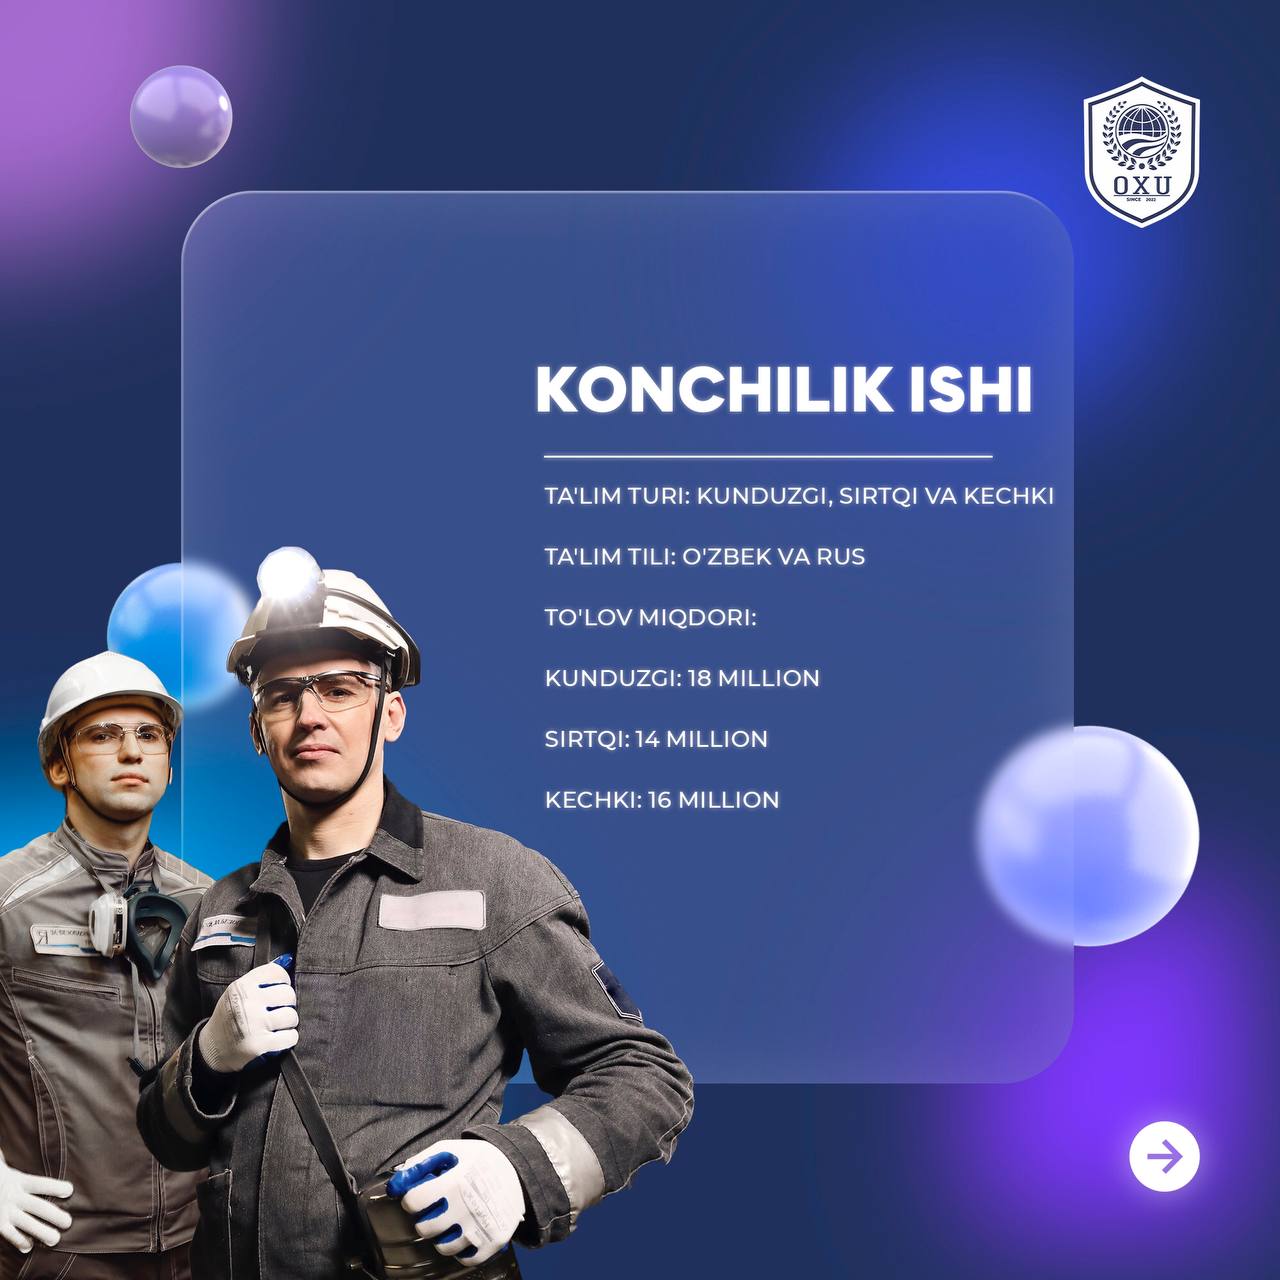 OXU
SINCE 2022
KONCHILIK ISHI
TA'LIM TURI: KUNDUZGI, SIRTQI VA KECHKI
TA'LIM TILI: O'ZBEK VA RUS
TO'LOV MIQDORI:
KUNDUZGI: 18 MILLION
SIRTQI: 14 MILLION
KECHKI: 16 MILLION